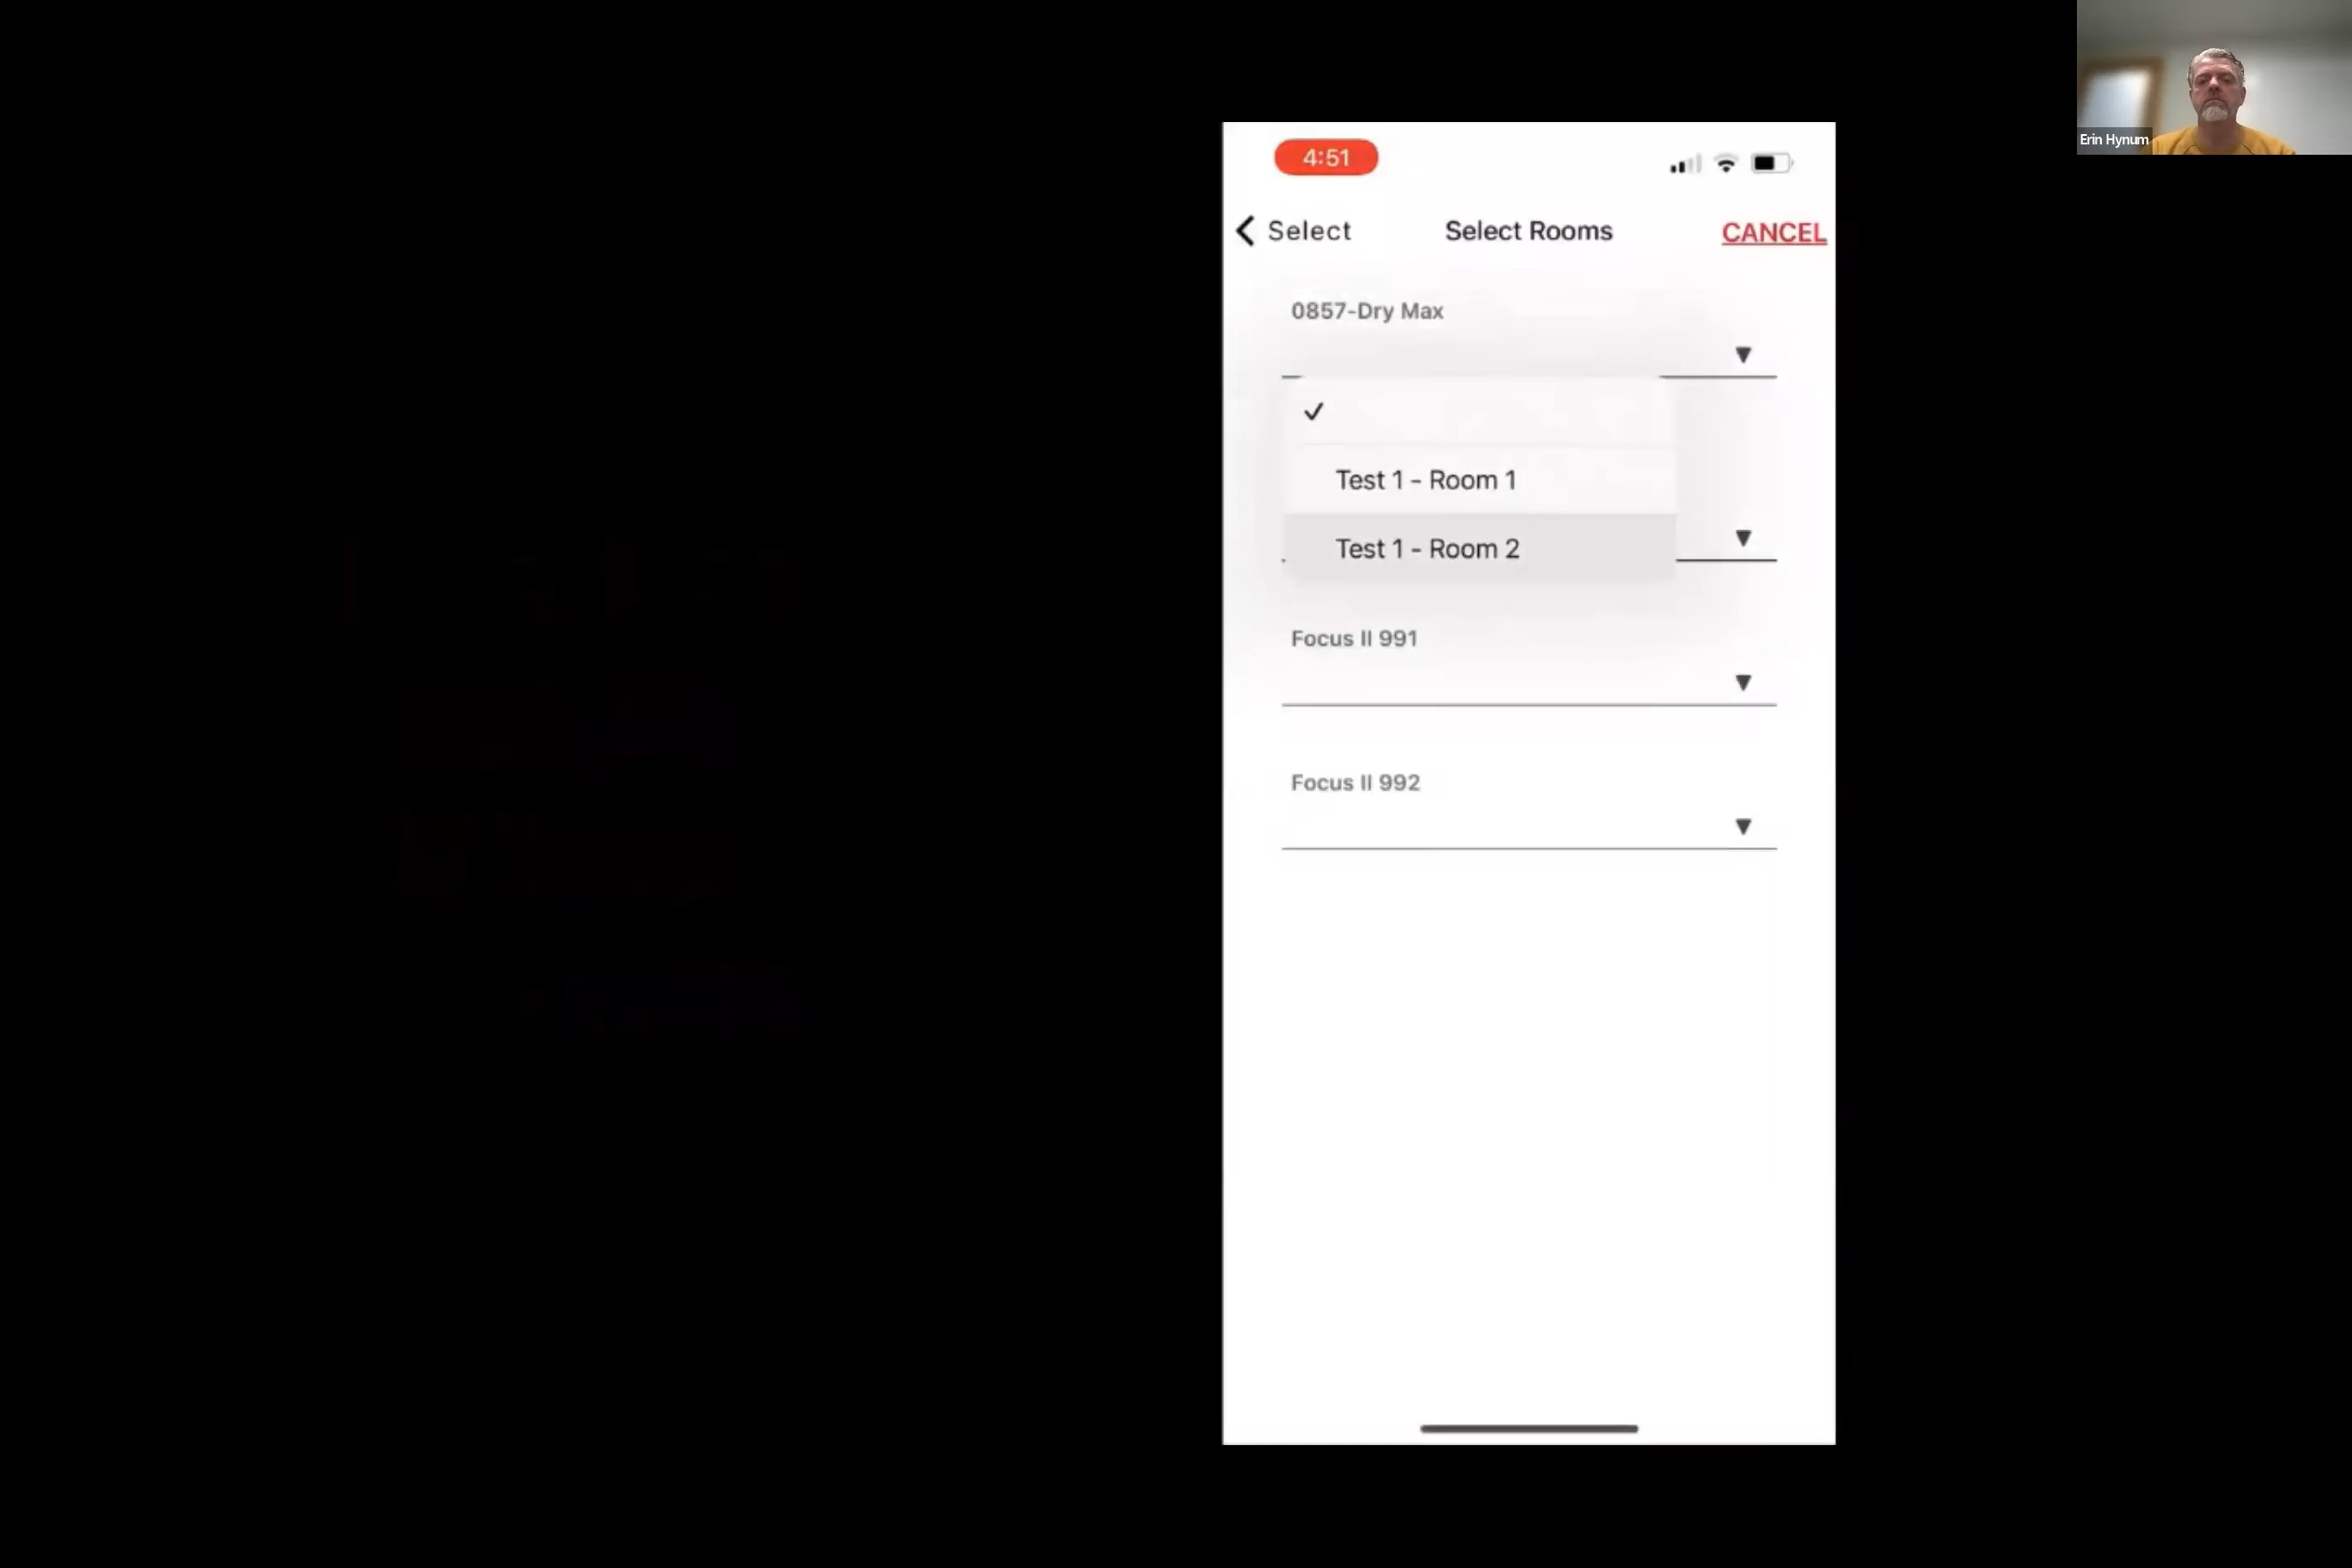 Erin Hynum
4:51
Select
Select Rooms
CANCEL
0857-Dry Max
Test 1 - Room 1
Test 1 - Room 2
Focus II 991
Focus II 992